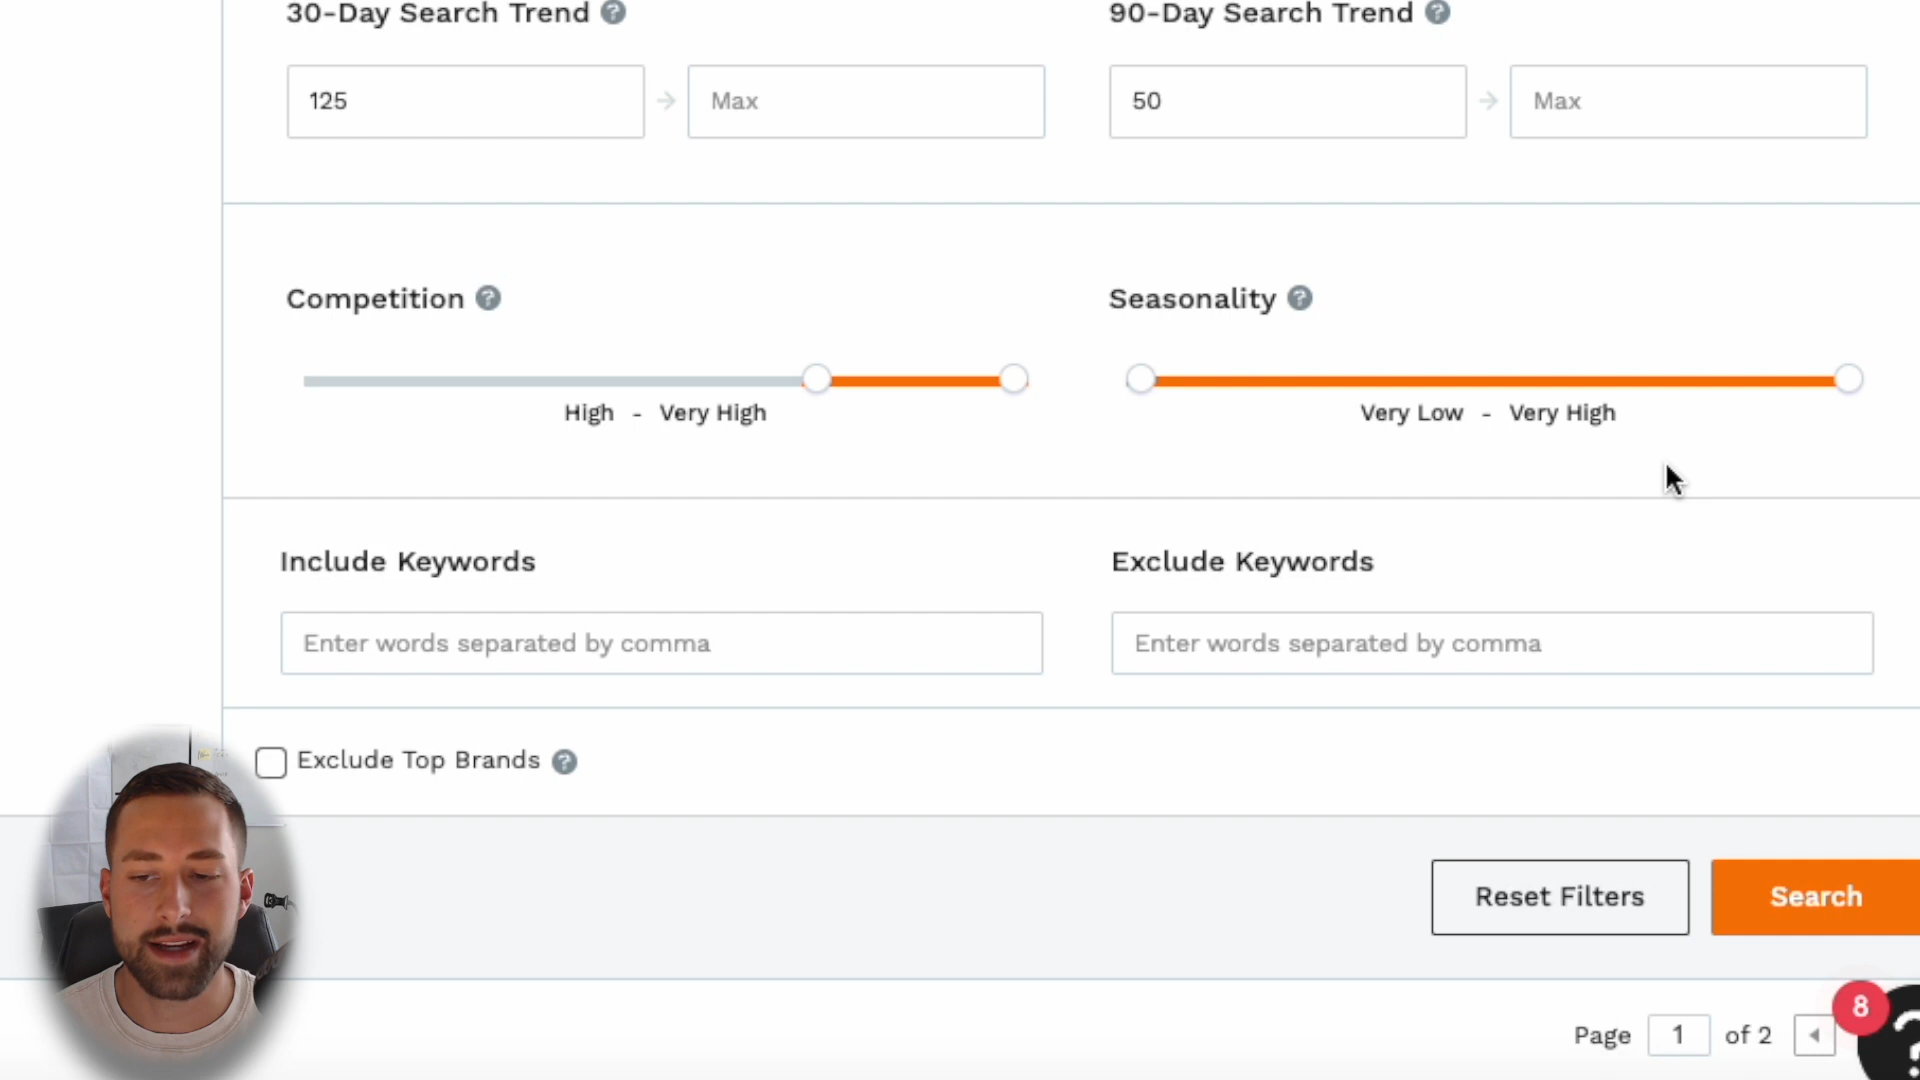 30-Day Search Trend ?
90-Day Search Trend ?
125
Max
50
Max
Competition ?
Seasonality ?
High - Very High
Very Low - Very High
Include Keywords
Exclude Keywords
Enter words separated by comma
Enter words separated by comma
Exclude Top Brands ?
Reset Filters
Search
8
?
Page 1 of 2